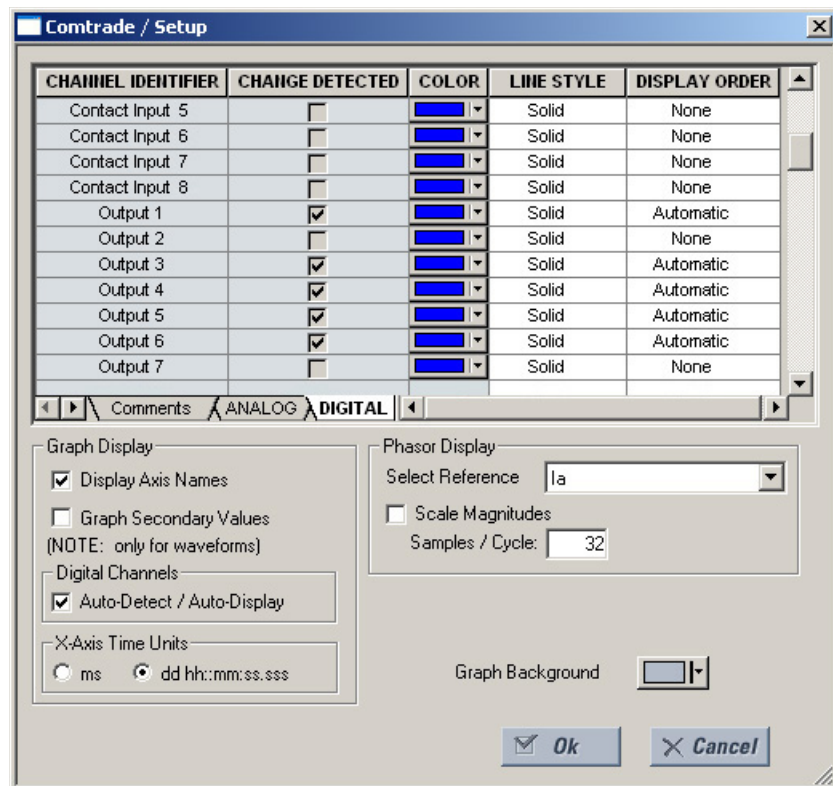 Comtrade / Setup
CHANNEL IDENTIFIER CHANGE DETECTED COLOR LINE STYLE DISPLAY ORDER
Contact Input 5 Solid None
Contact Input 6 Solid None
Contact Input 7 Solid None
Contact Input 8 Solid None
Output 1 Solid Automatic
Output 2 Solid None
Output 3 Solid Automatic
Output 4 Solid Automatic
Output 5 Solid Automatic
Output 6 Solid Automatic
Output 7 Solid None
Comments ANALOG DIGITAL
Graph Display
Display Axis Names
Graph Secondary Values
(NOTE: only for waveforms)
Digital Channels
Auto-Detect / Auto-Display
X-Axis Time Units
ms dd hh::mm:ss.sss
Phasor Display
Select Reference Ia
Scale Magnitudes
Samples / Cycle: 32
Graph Background
Ok Cancel